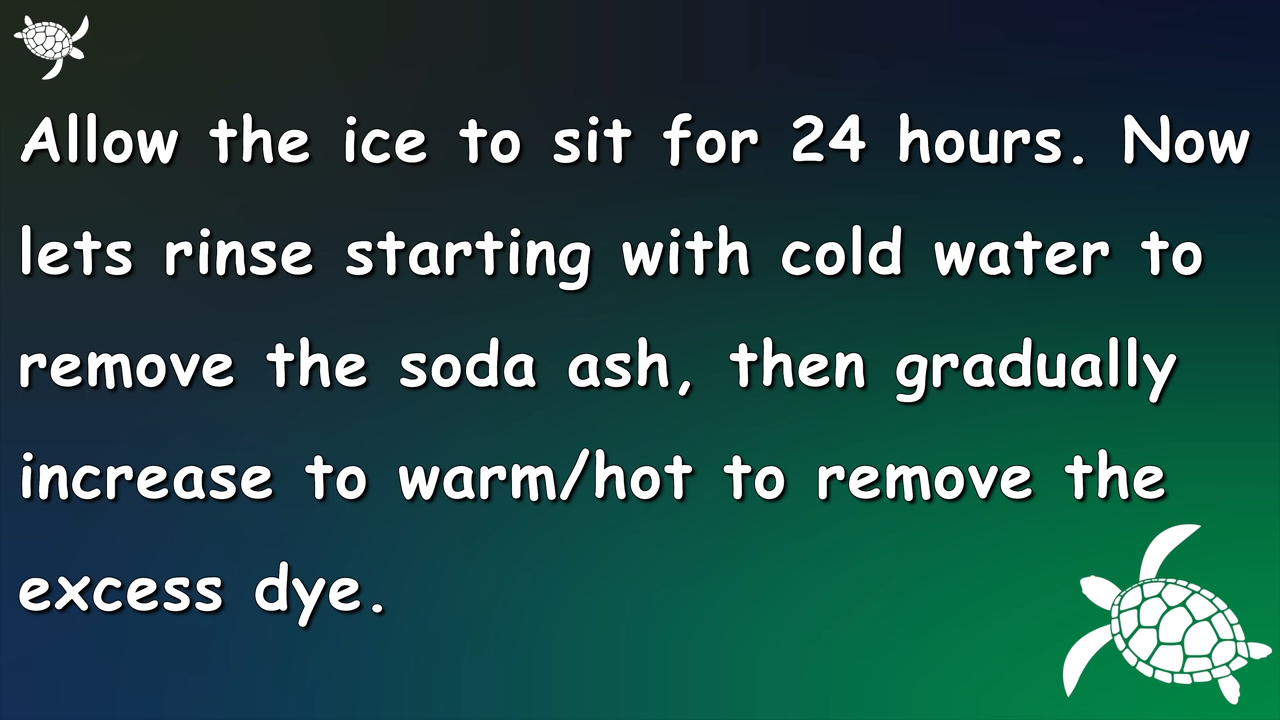 Allow the ice to sit for 24 hours. Now
lets rinse starting with cold water to
remove the soda ash, then gradually
increase to warm/hot to remove the
excess dye.